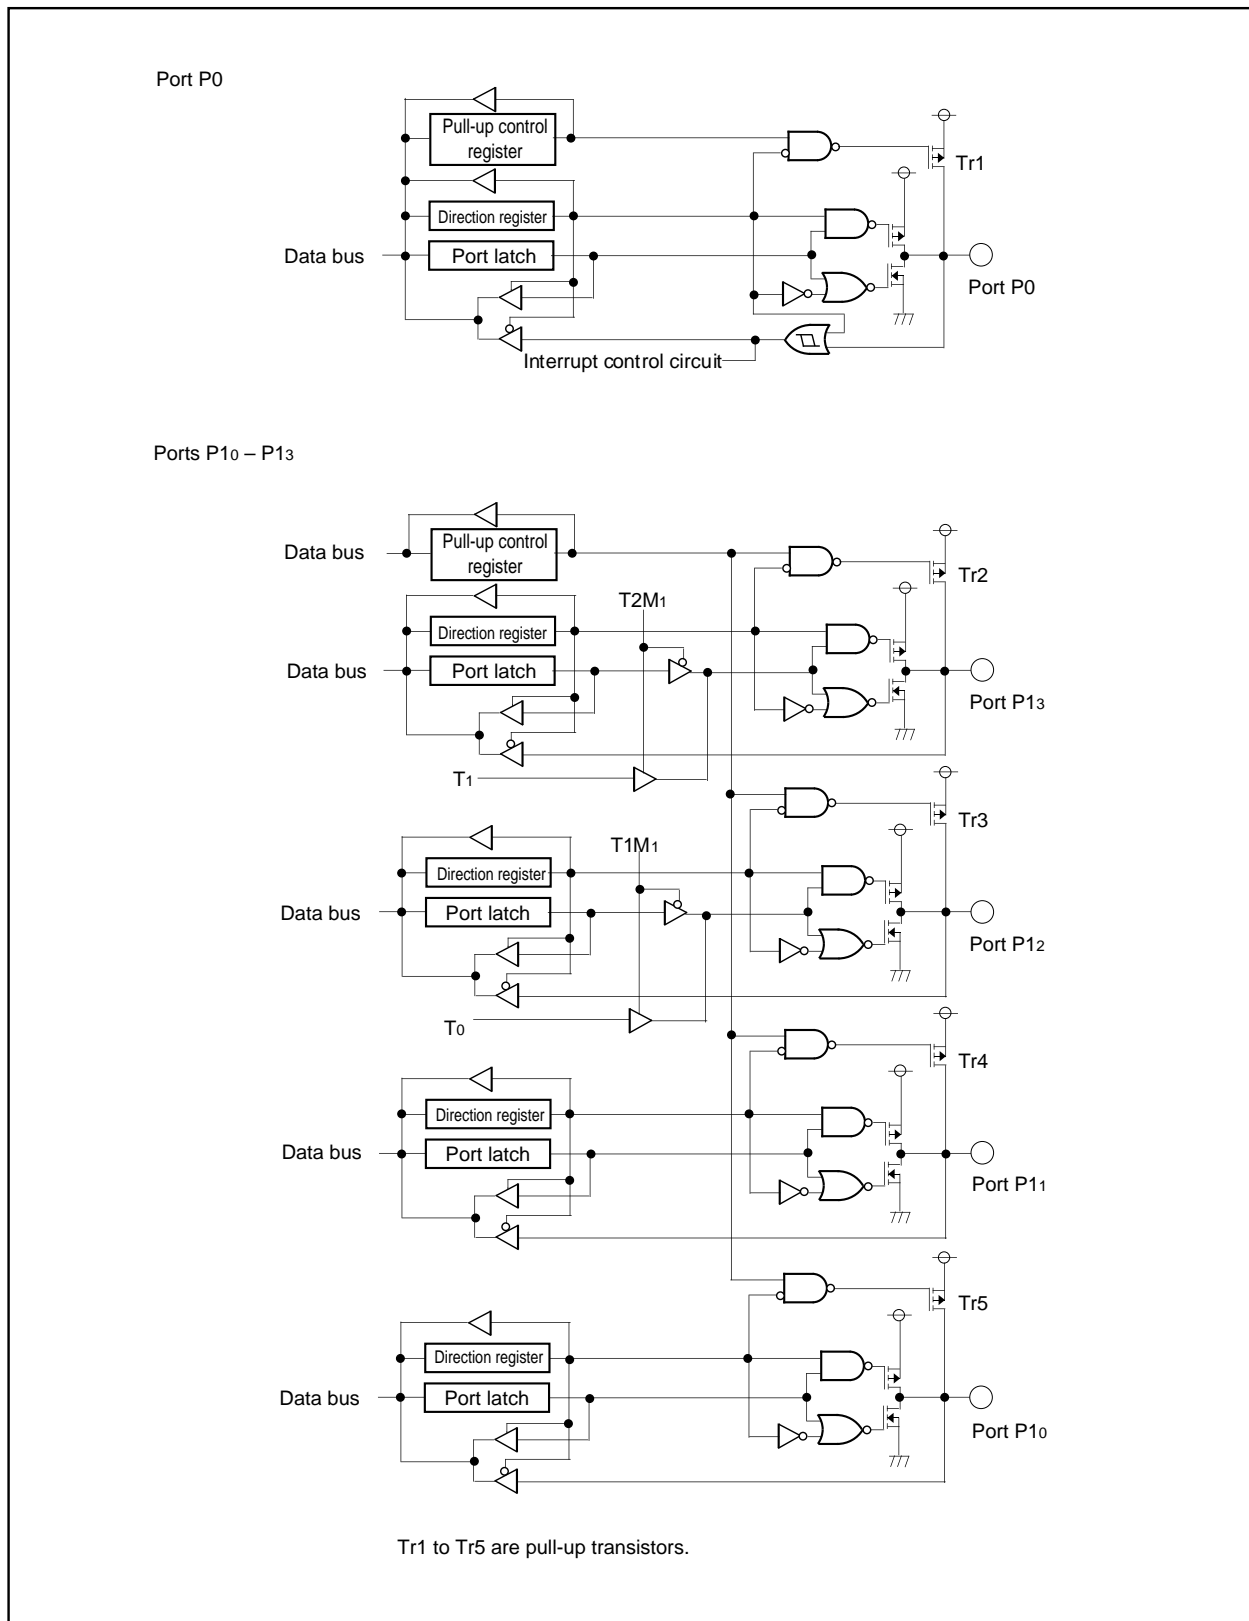 Port P0
Pull-up control
register
Tr1
Direction register
Data bus
Port latch
Port P0
Interrupt control circuit
Ports P10 – P13
Data bus
Pull-up control
register
Tr2
T2M1
Direction register
Data bus
Port latch
Port P13
T1
Tr3
T1M1
Direction register
Data bus
Port latch
Port P12
T0
Tr4
Direction register
Data bus
Port latch
Port P11
Tr5
Direction register
Data bus
Port latch
Port P10
Tr1 to Tr5 are pull-up transistors.